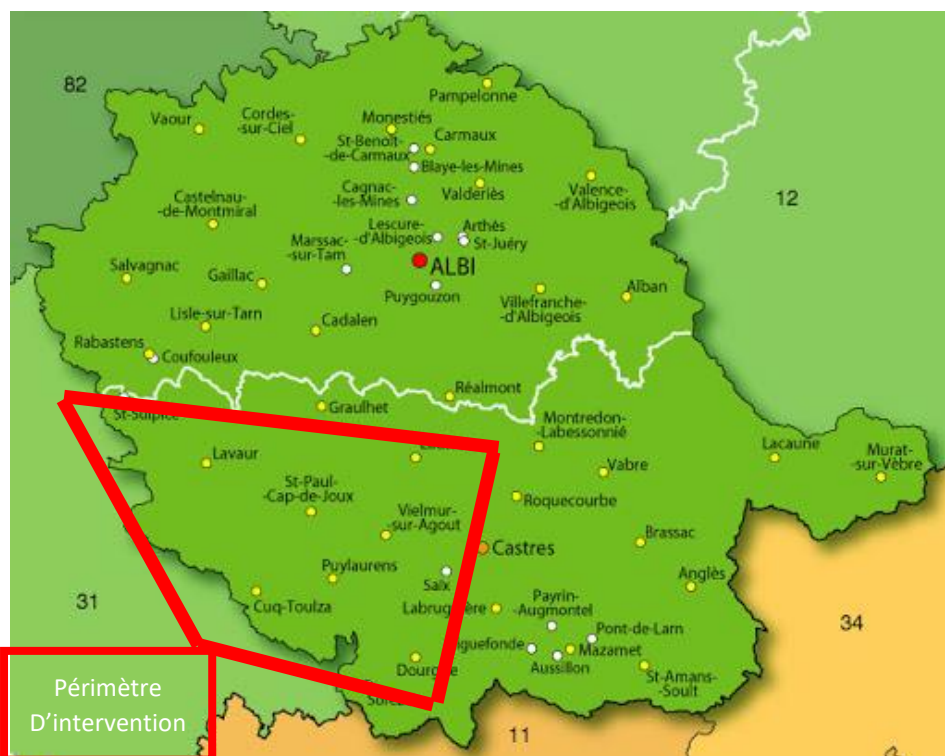 82
Pampelonne
Vaour
Cordes-
-sur-Ciel
Monestiés
St-Benoît-
-de-Carmaux
Carmaux
Blaye-les-Mines
Valderiès
Valence-
-d'Albigeois
12
Cagnac-
-les-Mines
Castelnau-
-de-Montmiral
Lescure-
-d'Albigeois
Arthès
St-Juéry
Marssac-
-sur-Tarn
ALBI
Salvagnac
Gaillac
Puygouzon
Villefranche-
-d'Albigeois
Alban
Lisle-sur-Tarn
Cadalen
Rabastens
Coufouleux
Réalmont
Graulhet
St-Sulpice
Montredon-
-Labessonnié
Lacaune
Murat-
-sur-Vèbre
Lavaur
Vabre
St-Paul-
-Cap-de-Joux
Roquecourbe
Vielmur-
-sur-Agout
Brassac
Castres
Puylaurens
Saïx
Anglès
31
Cuq-Toulza
Payrin-
-Augmontel
34
Pont-de-Larn
Mazamet
Aussillon
St-Amans-
-Soult
Dourgne
11
Périmètre
D'intervention